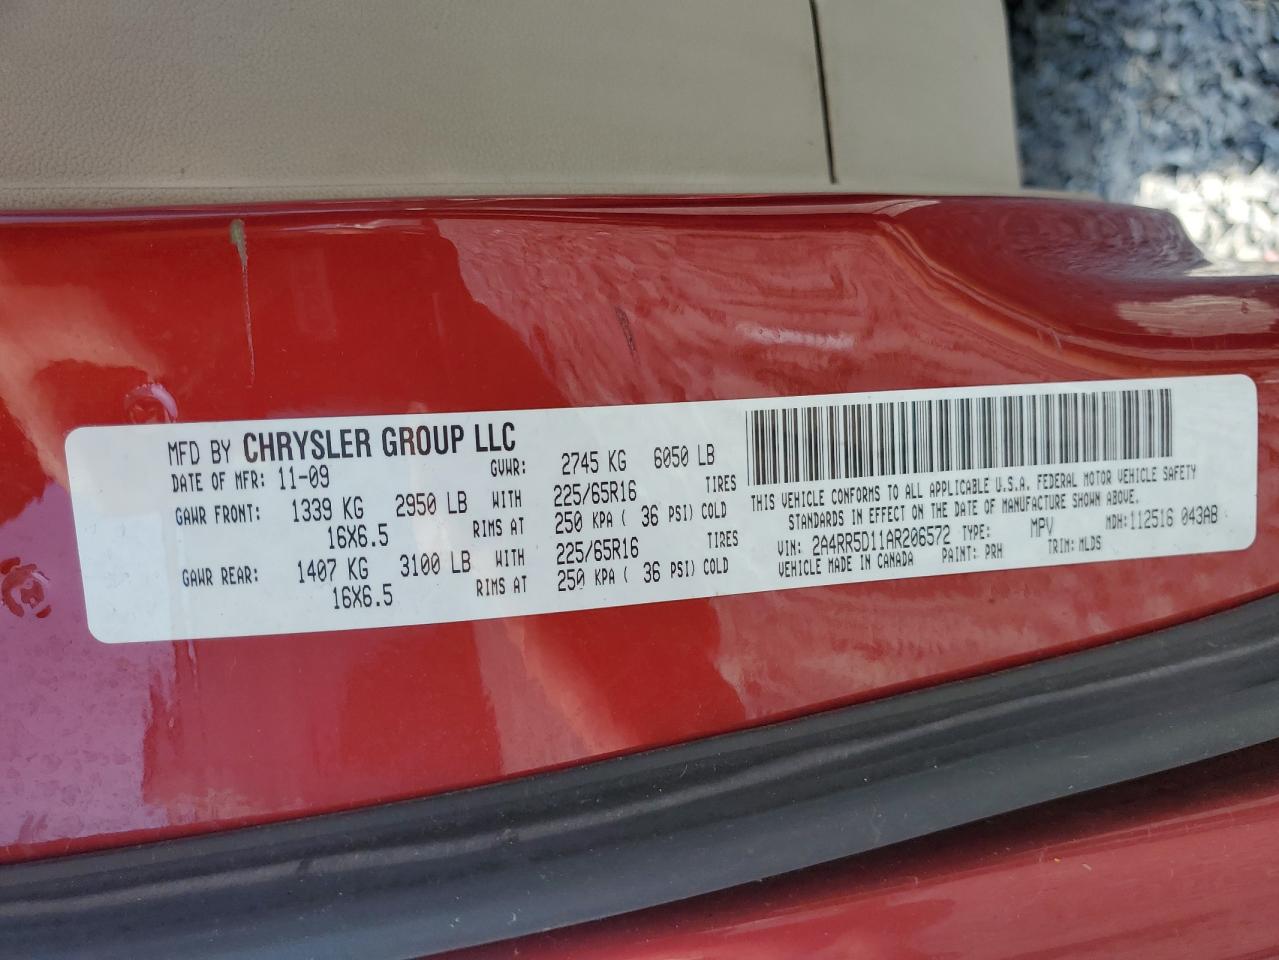 MFD BY CHRYSLER GROUP LLC
DATE OF MFR: 11-09 GVWR: 2745 KG 6050 LB
GAWR FRONT: 1339 KG 2950 LB WITH 225/65R16 TIRES
16X6.5 RIMS AT 250 KPA ( 36 PSI) COLD
GAWR REAR: 1407 KG 3100 LB WITH 225/65R16 TIRES
16X6.5 RIMS AT 250 KPA ( 36 PSI) COLD
THIS VEHICLE CONFORMS TO ALL APPLICABLE U.S.A. FEDERAL MOTOR VEHICLE SAFETY
STANDARDS IN EFFECT ON THE DATE OF MANUFACTURE SHOWN ABOVE.
VIN: 2A4RR5D11AR206572 TYPE: MPV MDH: 112516 043AB
VEHICLE MADE IN CANADA PAINT: PRH TRIM: MLDS